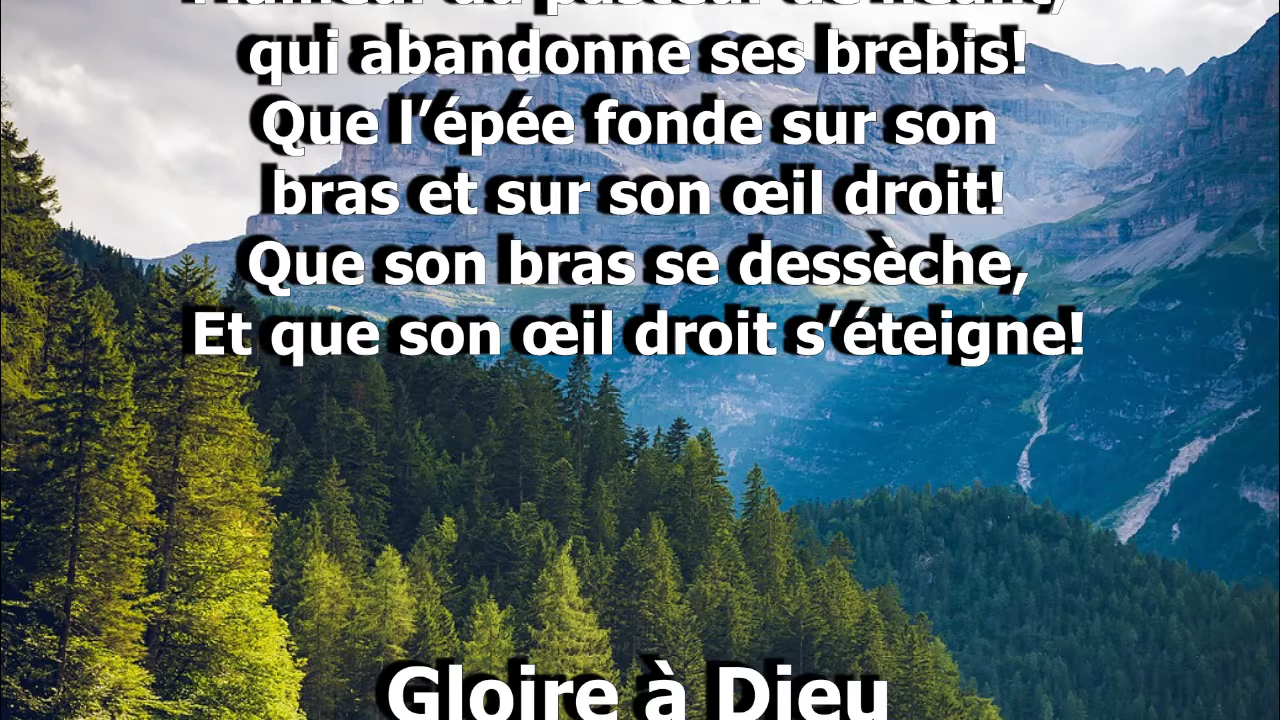 qui abandonne ses brebis!
Que l’épée fonde sur son
bras et sur son œil droit!
Que son bras se dessèche,
Et que son œil droit s’éteigne!
Gloire à Dieu